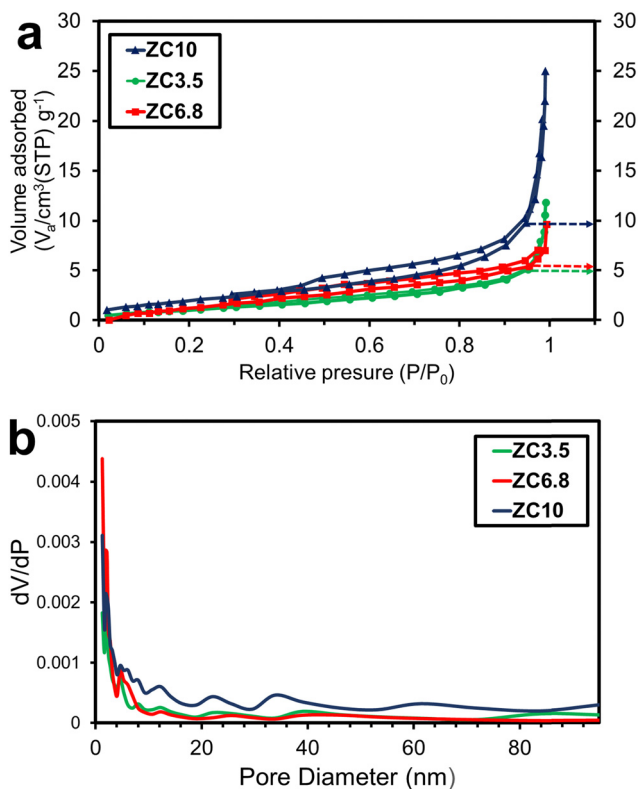 a
30
25
20
15
10
5
0
Volume adsorbed
(Va/cm³(STP) g⁻¹)
ZC10
ZC3.5
ZC6.8
30
25
20
15
10
5
0
0 0.2 0.4 0.6 0.8 1
Relative presure (P/P₀)
b
0.005
0.004
0.003
0.002
0.001
0
dV/dP
ZC3.5
ZC6.8
ZC10
0 20 40 60 80
Pore Diameter (nm)